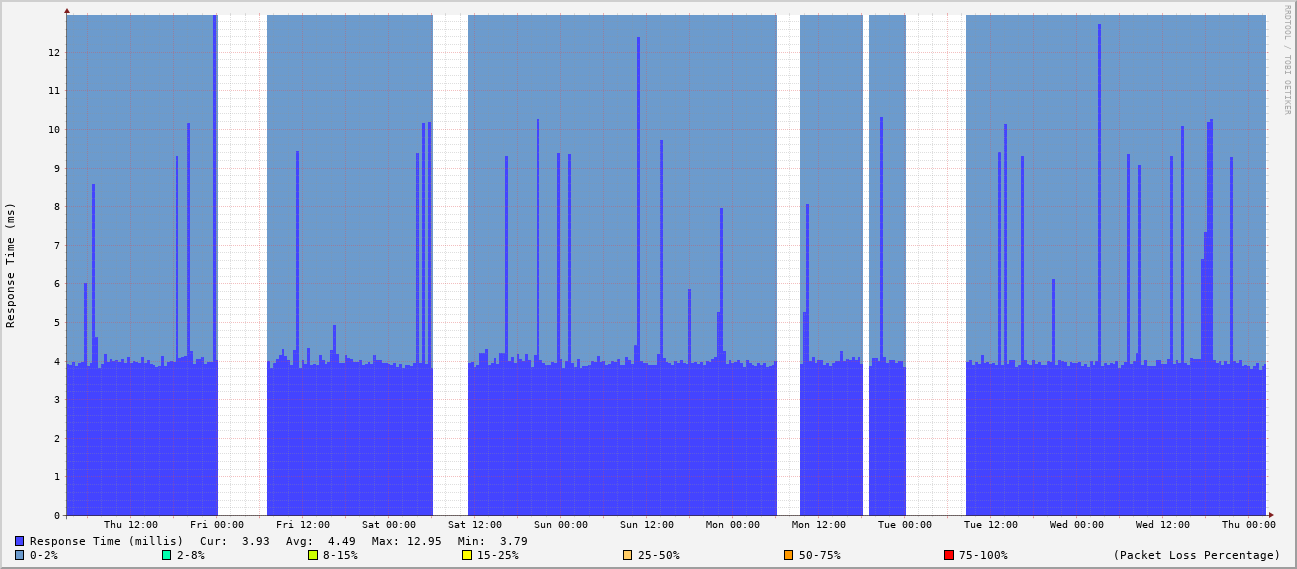 RRDTOOL / TOBI OETIKER
Response Time (ms)
12
11
10
9
8
7
6
5
4
3
2
1
0
Thu 12:00 Fri 00:00 Fri 12:00 Sat 00:00 Sat 12:00 Sun 00:00 Sun 12:00 Mon 00:00 Mon 12:00 Tue 00:00 Tue 12:00 Wed 00:00 Wed 12:00 Thu 00:00
Response Time (millis) Cur: 3.93 Avg: 4.49 Max: 12.95 Min: 3.79
0-2% 2-8% 8-15% 15-25% 25-50% 50-75% 75-100% (Packet Loss Percentage)